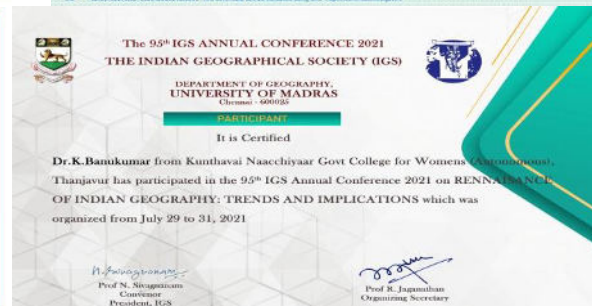 The 95th IGS ANNUAL CONFERENCE 2021
THE INDIAN GEOGRAPHICAL SOCIETY (IGS)
DEPARTMENT OF GEOGRAPHY,
UNIVERSITY OF MADRAS
Chennai - 600025
PARTICIPANT
It is Certified
Dr.K.Banukumar from Kunthavai Naacchiyaar Govt College for Womens (Autonomous),
Thanjavur has participated in the 95th IGS Annual Conference 2021 on RENNAISANCE
OF INDIAN GEOGRAPHY: TRENDS AND IMPLICATIONS which was
organized from July 29 to 31, 2021
N. Sivagnanam
Prof N. Sivagnanam
Convenor
President, IGS
Prof R. Jaganathan
Organizing Secretary